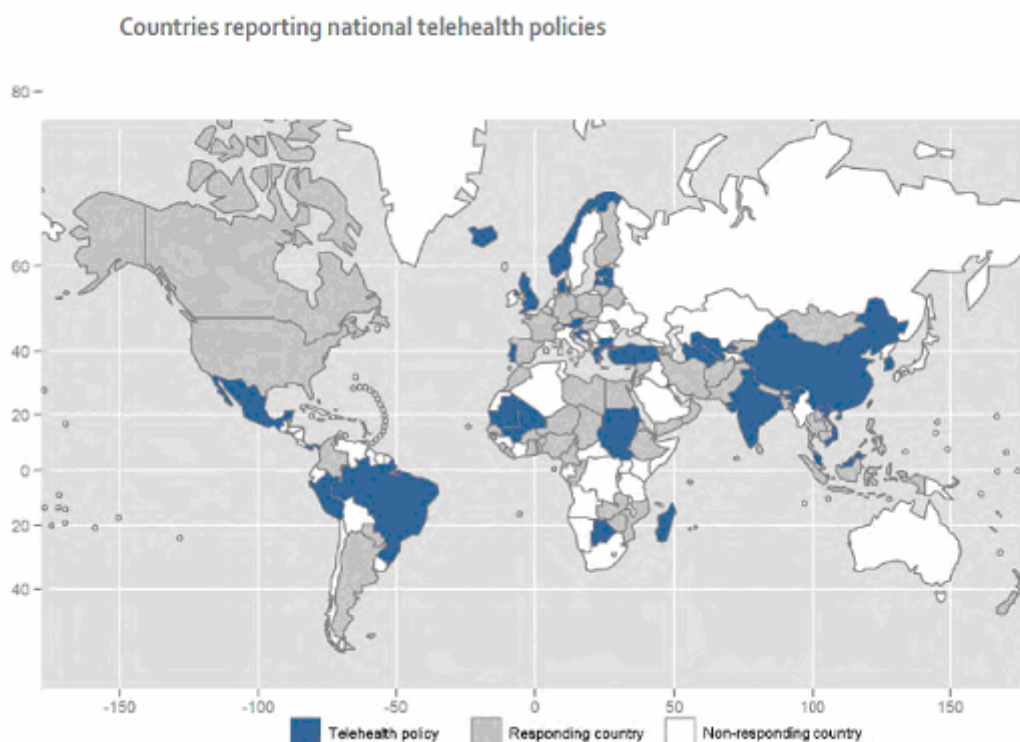 Countries reporting national telehealth policies
80
60
40
20
0
20
40
-150 -100 -50 0 50 100 150
Telehealth policy Responding country Non-responding country